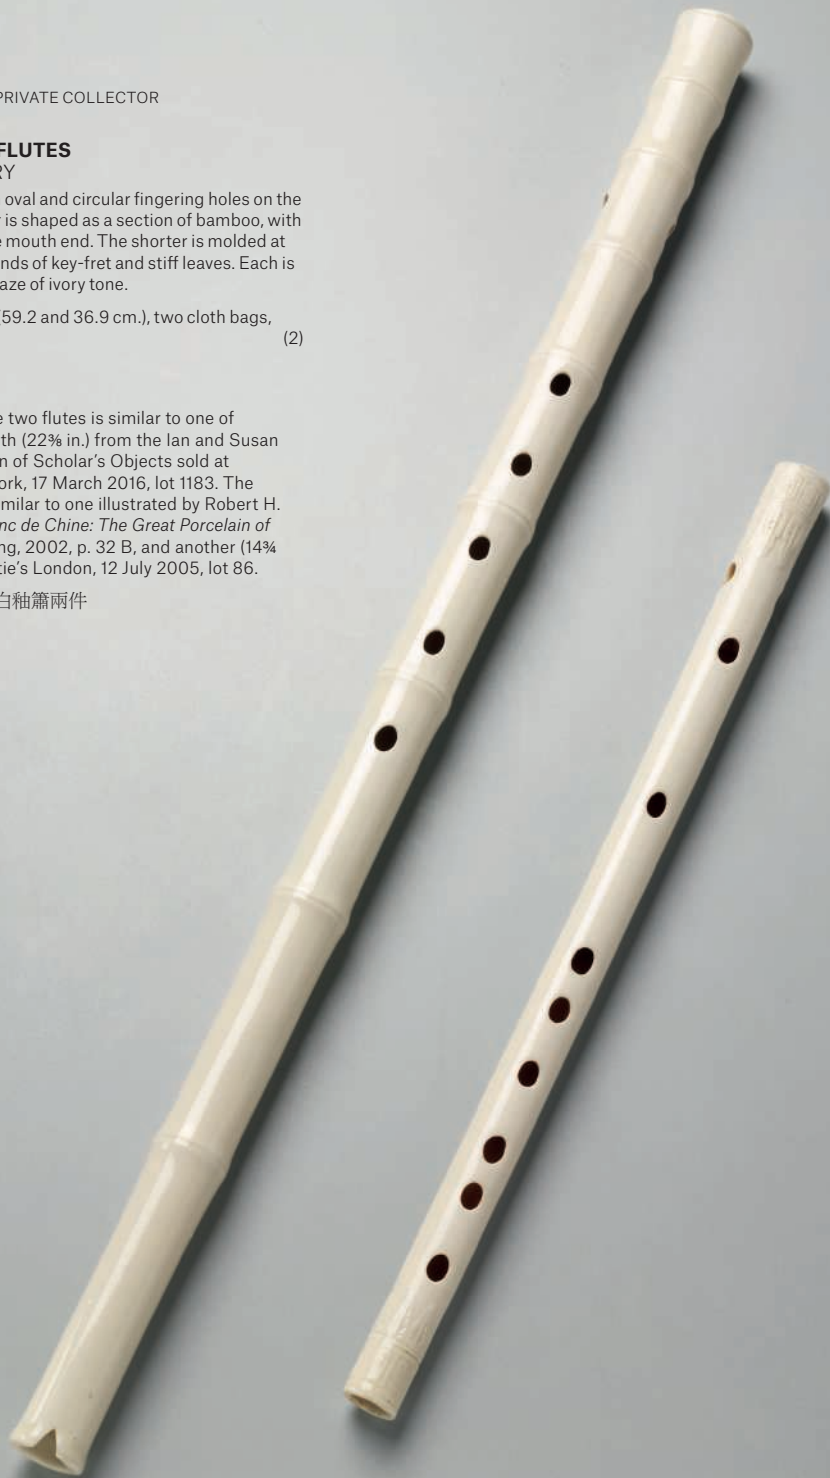 PRIVATE COLLECTOR
FLUTES
RY
oval and circular fingering holes on the
is shaped as a section of bamboo, with
mouth end. The shorter is molded at
nds of key-fret and stiff leaves. Each is
aze of ivory tone.
59.2 and 36.9 cm.), two cloth bags,
(2)
two flutes is similar to one of
th (22⅜ in.) from the Ian and Susan
n of Scholar’s Objects sold at
ork, 17 March 2016, lot 1183. The
milar to one illustrated by Robert H.
nc de Chine: The Great Porcelain of
ng, 2002, p. 32 B, and another (14¾
tie’s London, 12 July 2005, lot 86.
白釉簫兩件